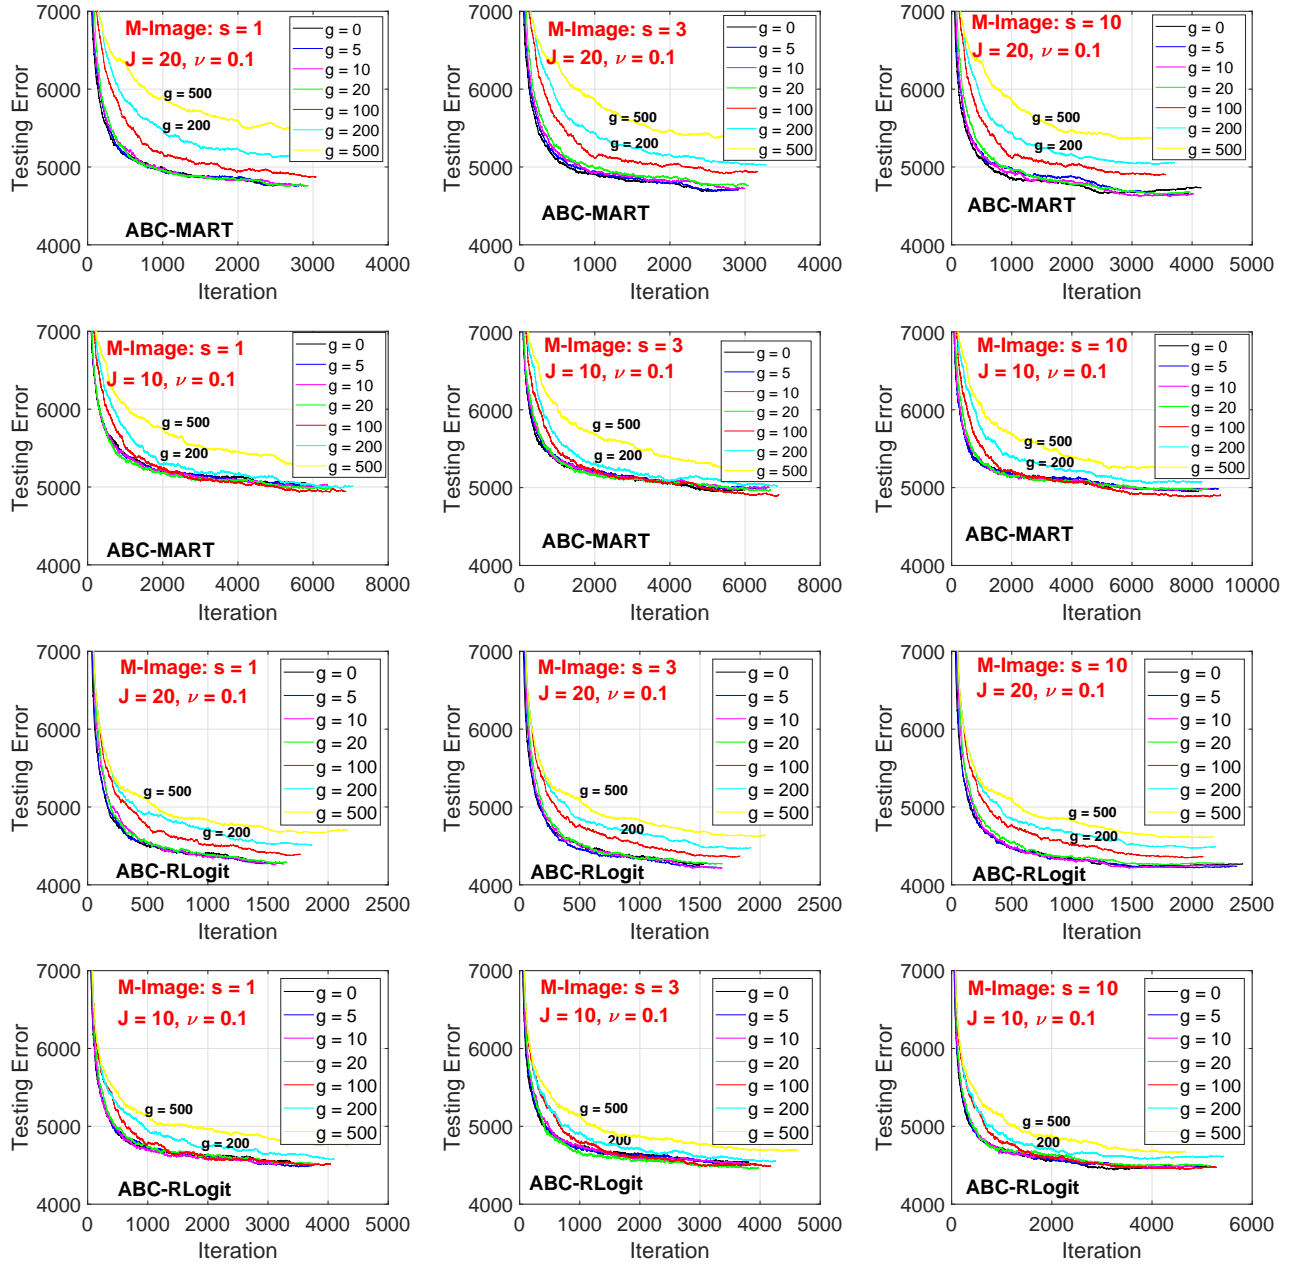 7000
6000
5000
4000
Testing Error
M-Image: s = 1
J = 20, ν = 0.1
g = 500
g = 200
ABC-MART
g = 0
g = 5
g = 10
g = 20
g = 100
g = 200
g = 500
0 1000 2000 3000 4000
Iteration
7000
6000
5000
4000
Testing Error
M-Image: s = 3
J = 20, ν = 0.1
g = 500
g = 200
ABC-MART
g = 0
g = 5
g = 10
g = 20
g = 100
g = 200
g = 500
0 1000 2000 3000 4000
Iteration
7000
6000
5000
4000
Testing Error
M-Image: s = 10
J = 20, ν = 0.1
g = 500
g = 200
ABC-MART
g = 0
g = 5
g = 10
g = 20
g = 100
g = 200
g = 500
0 1000 2000 3000 4000 5000
Iteration
7000
6000
5000
4000
Testing Error
M-Image: s = 1
J = 10, ν = 0.1
g = 500
g = 200
ABC-MART
g = 0
g = 5
g = 10
g = 20
g = 100
g = 200
g = 500
0 2000 4000 6000 8000
Iteration
7000
6000
5000
4000
Testing Error
M-Image: s = 3
J = 10, ν = 0.1
g = 500
g = 200
ABC-MART
g = 0
g = 5
g = 10
g = 20
g = 100
g = 200
g = 500
0 2000 4000 6000 8000
Iteration
7000
6000
5000
4000
Testing Error
M-Image: s = 10
J = 10, ν = 0.1
g = 500
g = 200
ABC-MART
g = 0
g = 5
g = 10
g = 20
g = 100
g = 200
g = 500
0 2000 4000 6000 8000 10000
Iteration
7000
6000
5000
4000
Testing Error
M-Image: s = 1
J = 20, ν = 0.1
g = 500
g = 200
ABC-RLogit
g = 0
g = 5
g = 10
g = 20
g = 100
g = 200
g = 500
0 500 1000 1500 2000 2500
Iteration
7000
6000
5000
4000
Testing Error
M-Image: s = 3
J = 20, ν = 0.1
g = 500
200
ABC-RLogit
g = 0
g = 5
g = 10
g = 20
g = 100
g = 200
g = 500
0 500 1000 1500 2000 2500
Iteration
7000
6000
5000
4000
Testing Error
M-Image: s = 10
J = 20, ν = 0.1
g = 500
g = 200
ABC-RLogit
g = 0
g = 5
g = 10
g = 20
g = 100
g = 200
g = 500
0 500 1000 1500 2000 2500
Iteration
7000
6000
5000
4000
Testing Error
M-Image: s = 1
J = 10, ν = 0.1
g = 500
g = 200
ABC-RLogit
g = 0
g = 5
g = 10
g = 20
g = 100
g = 200
g = 500
0 1000 2000 3000 4000 5000
Iteration
7000
6000
5000
4000
Testing Error
M-Image: s = 3
J = 10, ν = 0.1
g = 500
200
ABC-RLogit
g = 0
g = 5
g = 10
g = 20
g = 100
g = 200
g = 500
0 1000 2000 3000 4000 5000
Iteration
7000
6000
5000
4000
Testing Error
M-Image: s = 10
J = 10, ν = 0.1
g = 500
200
ABC-RLogit
g = 0
g = 5
g = 10
g = 20
g = 100
g = 200
g = 500
0 2000 4000 6000
Iteration